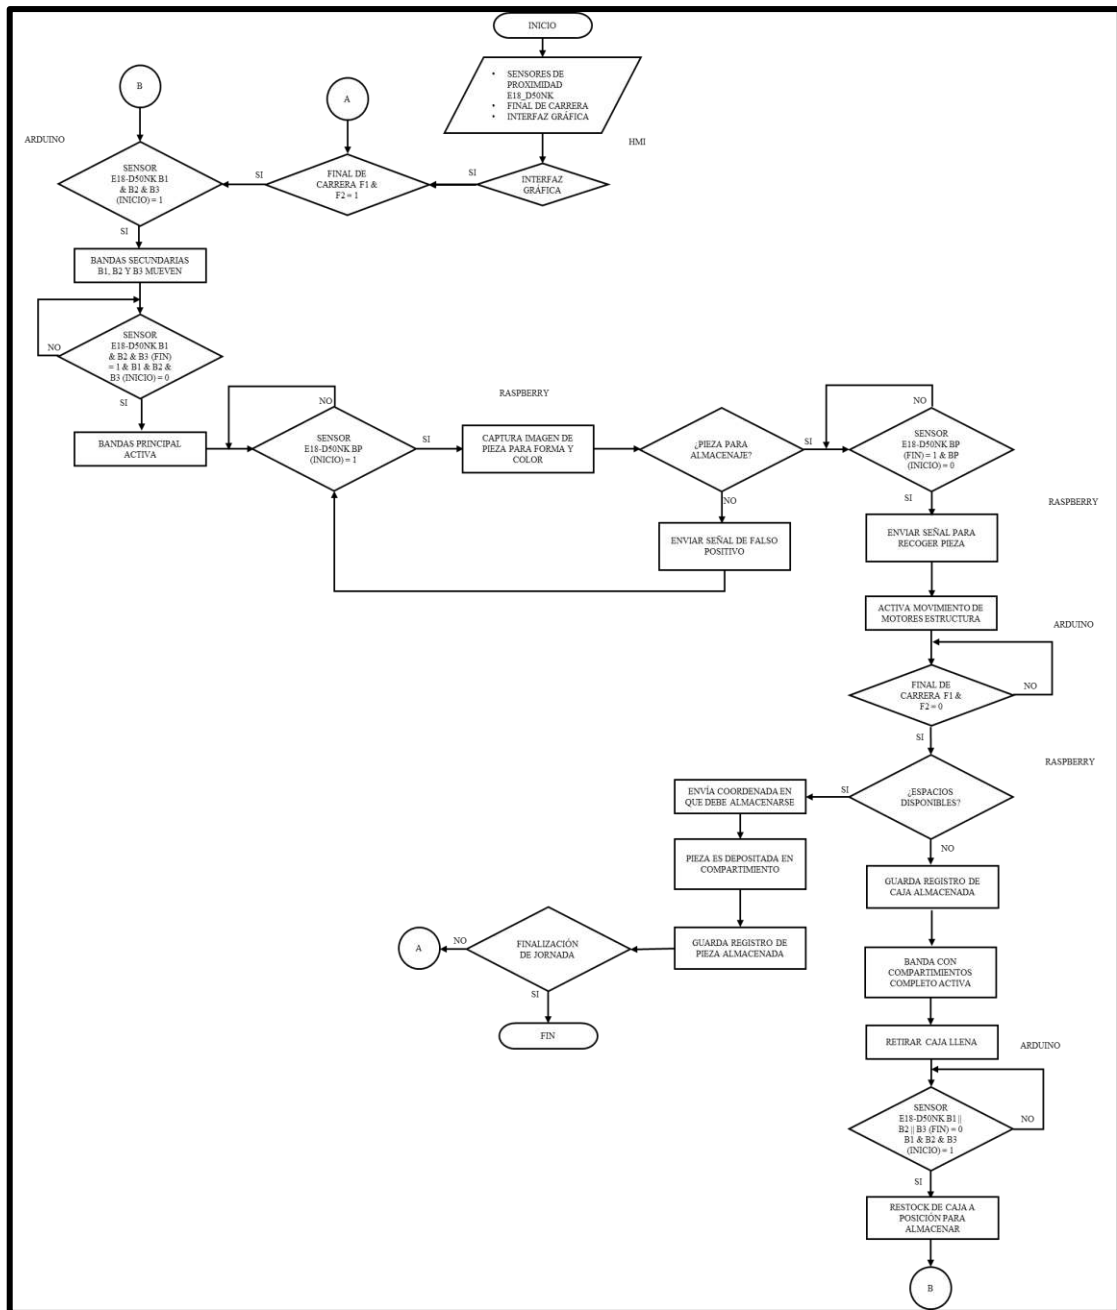 INICIO
• SENSORES DE
PROXIMIDAD
E18_D50NK
• FINAL DE CARRERA
• INTERFAZ GRÁFICA
HMI
INTERFAZ
GRÁFICA
SI
A
FINAL DE
CARRERA F1 &
F2 = 1
SI
B
ARDUINO
SENSOR
E18-D50NK B1
& B2 & B3
(INICIO) = 1
SI
BANDAS SECUNDARIAS
B1, B2 Y B3 MUEVEN
SENSOR
E18-D50NK B1
& B2 & B3 (FIN)
= 1 & B1 & B2 &
B3 (INICIO) = 0
NO
SI
BANDAS PRINCIPAL
ACTIVA
NO
SENSOR
E18-D50NK BP
(INICIO) = 1
SI
RASPBERRY
CAPTURA IMAGEN DE
PIEZA PARA FORMA Y
COLOR
¿PIEZA PARA
ALMACENAJE?
SI
NO
ENVIAR SEÑAL DE FALSO
POSITIVO
NO
SENSOR
E18-D50NK BP
(FIN) = 1 & BP
(INICIO) = 0
SI
RASPBERRY
ENVIAR SEÑAL PARA
RECOGER PIEZA
ACTIVA MOVIMIENTO DE
MOTORES ESTRUCTURA
ARDUINO
FINAL DE
CARRERA F1 &
F2 = 0
NO
SI
RASPBERRY
¿ESPACIOS
DISPONIBLES?
SI
NO
ENVÍA COORDENADA EN
QUE DEBE ALMACENARSE
PIEZA ES DEPOSITADA EN
COMPARTIMIENTO
GUARDA REGISTRO DE
PIEZA ALMACENADA
FINALIZACIÓN
DE JORNADA
NO
A
SI
FIN
GUARDA REGISTRO DE
CAJA ALMACENADA
BANDA CON
COMPARTIMIENTOS
COMPLETO ACTIVA
RETIRAR CAJA LLENA
ARDUINO
SENSOR
E18-D50NK B1 ||
B2 || B3 (FIN) = 0
B1 & B2 & B3
(INICIO) = 1
NO
SI
RESTOCK DE CAJA A
POSICIÓN PARA
ALMACENAR
B